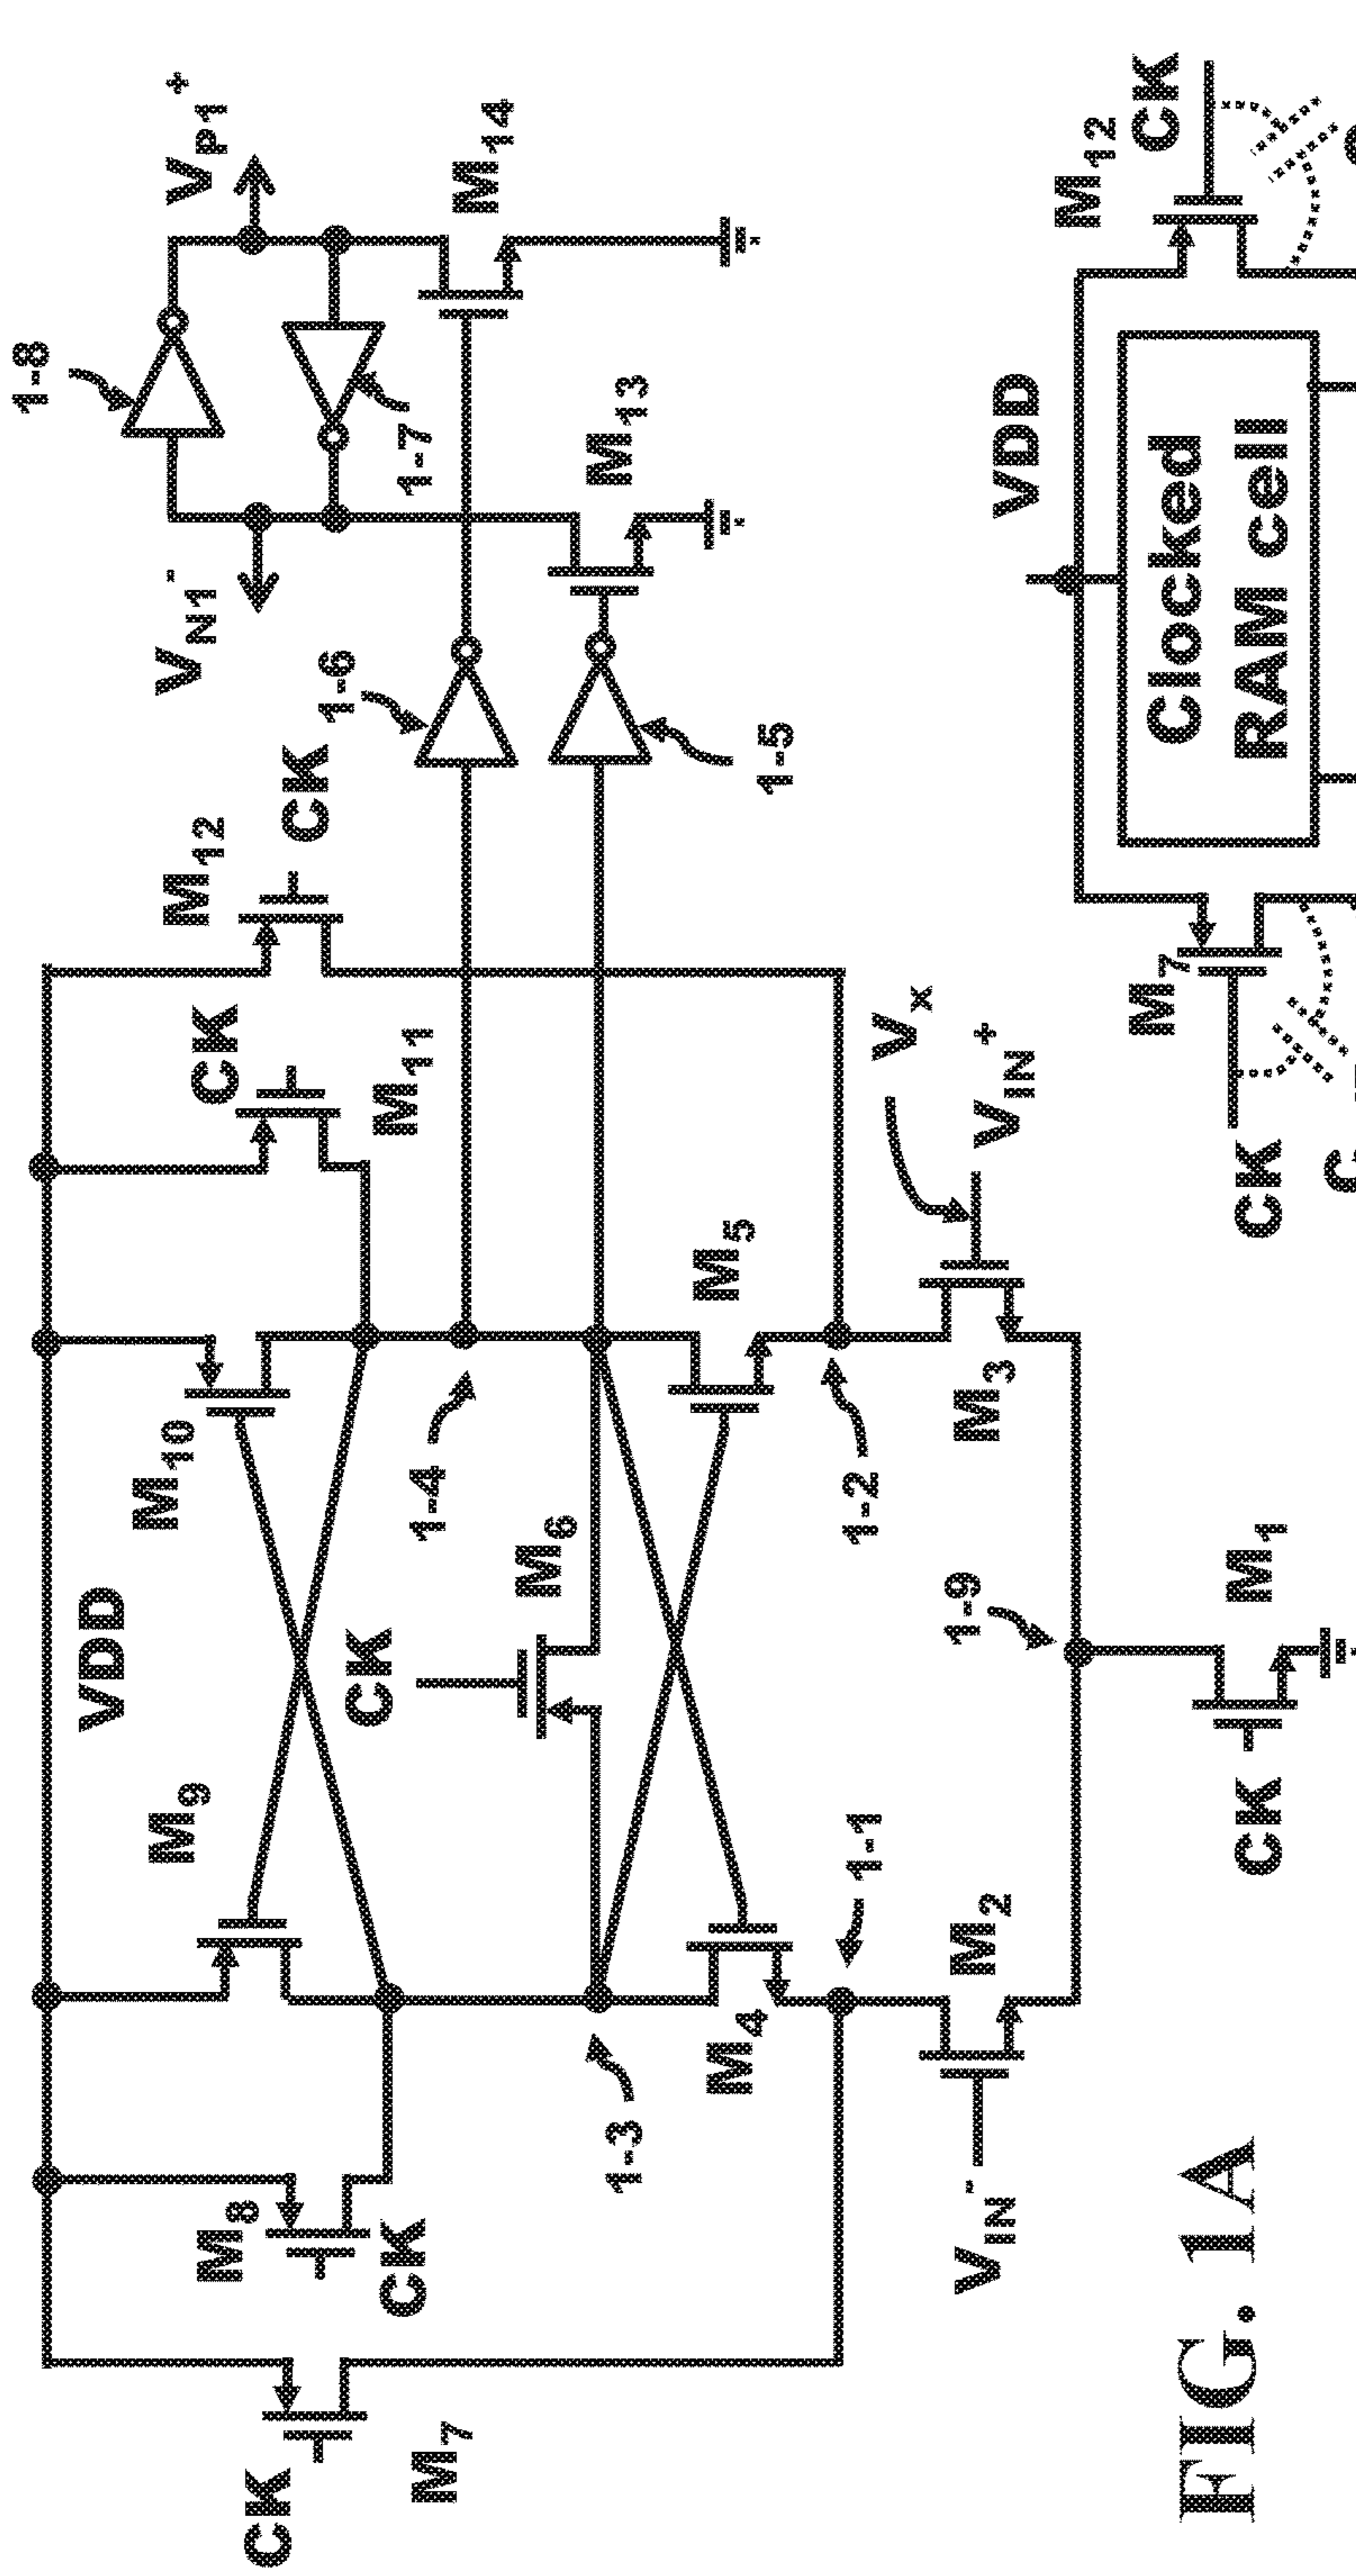 VDD
CK
M7
M8
CK
M9
M10
CK
M11
M12
CK
CK
M6
1-3
1-4
1-6
1-5
1-8
1-7
VN1-
VP1+
M14
M13
M4
M5
1-1
1-2
VIN-
M2
M3
Vx
VIN+
1-9
CK
M1
FIG. 1A
VDD
M7
CK
Clocked
RAM cell
M12
CK